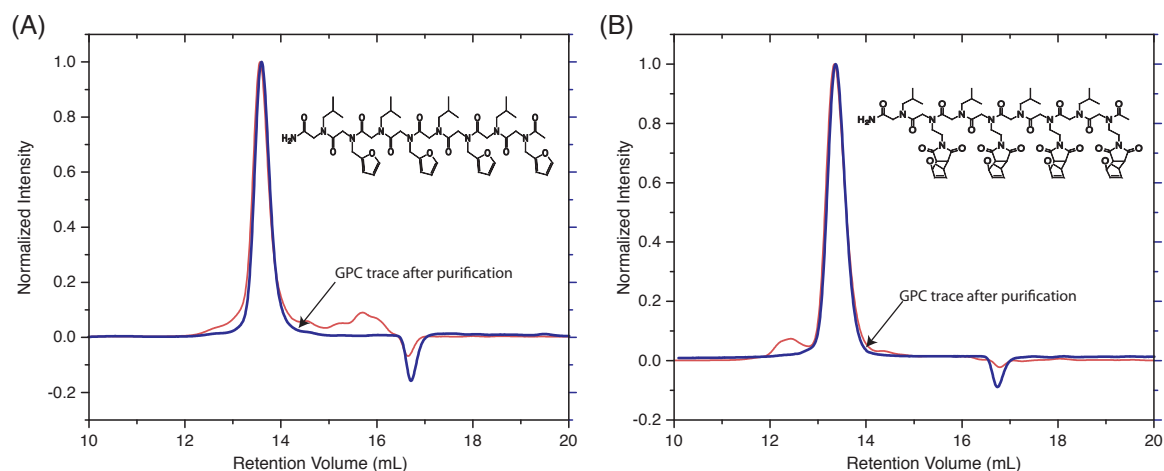 (A)
1.0
0.8
0.6
0.4
0.2
0.0
-0.2
Normalized Intensity
10 12 14 16 18 20
Retention Volume (mL)
GPC trace after purification
O O O O O
N N N N
H₂N N N N N
O O O O
O O O O
(B)
1.0
0.8
0.6
0.4
0.2
0.0
-0.2
Normalized Intensity
10 12 14 16 18 20
Retention Volume (mL)
GPC trace after purification
O O O O O
N N N N
H₂N N N N N
O O O O
N N N N
O O O O O O O O
O O O O